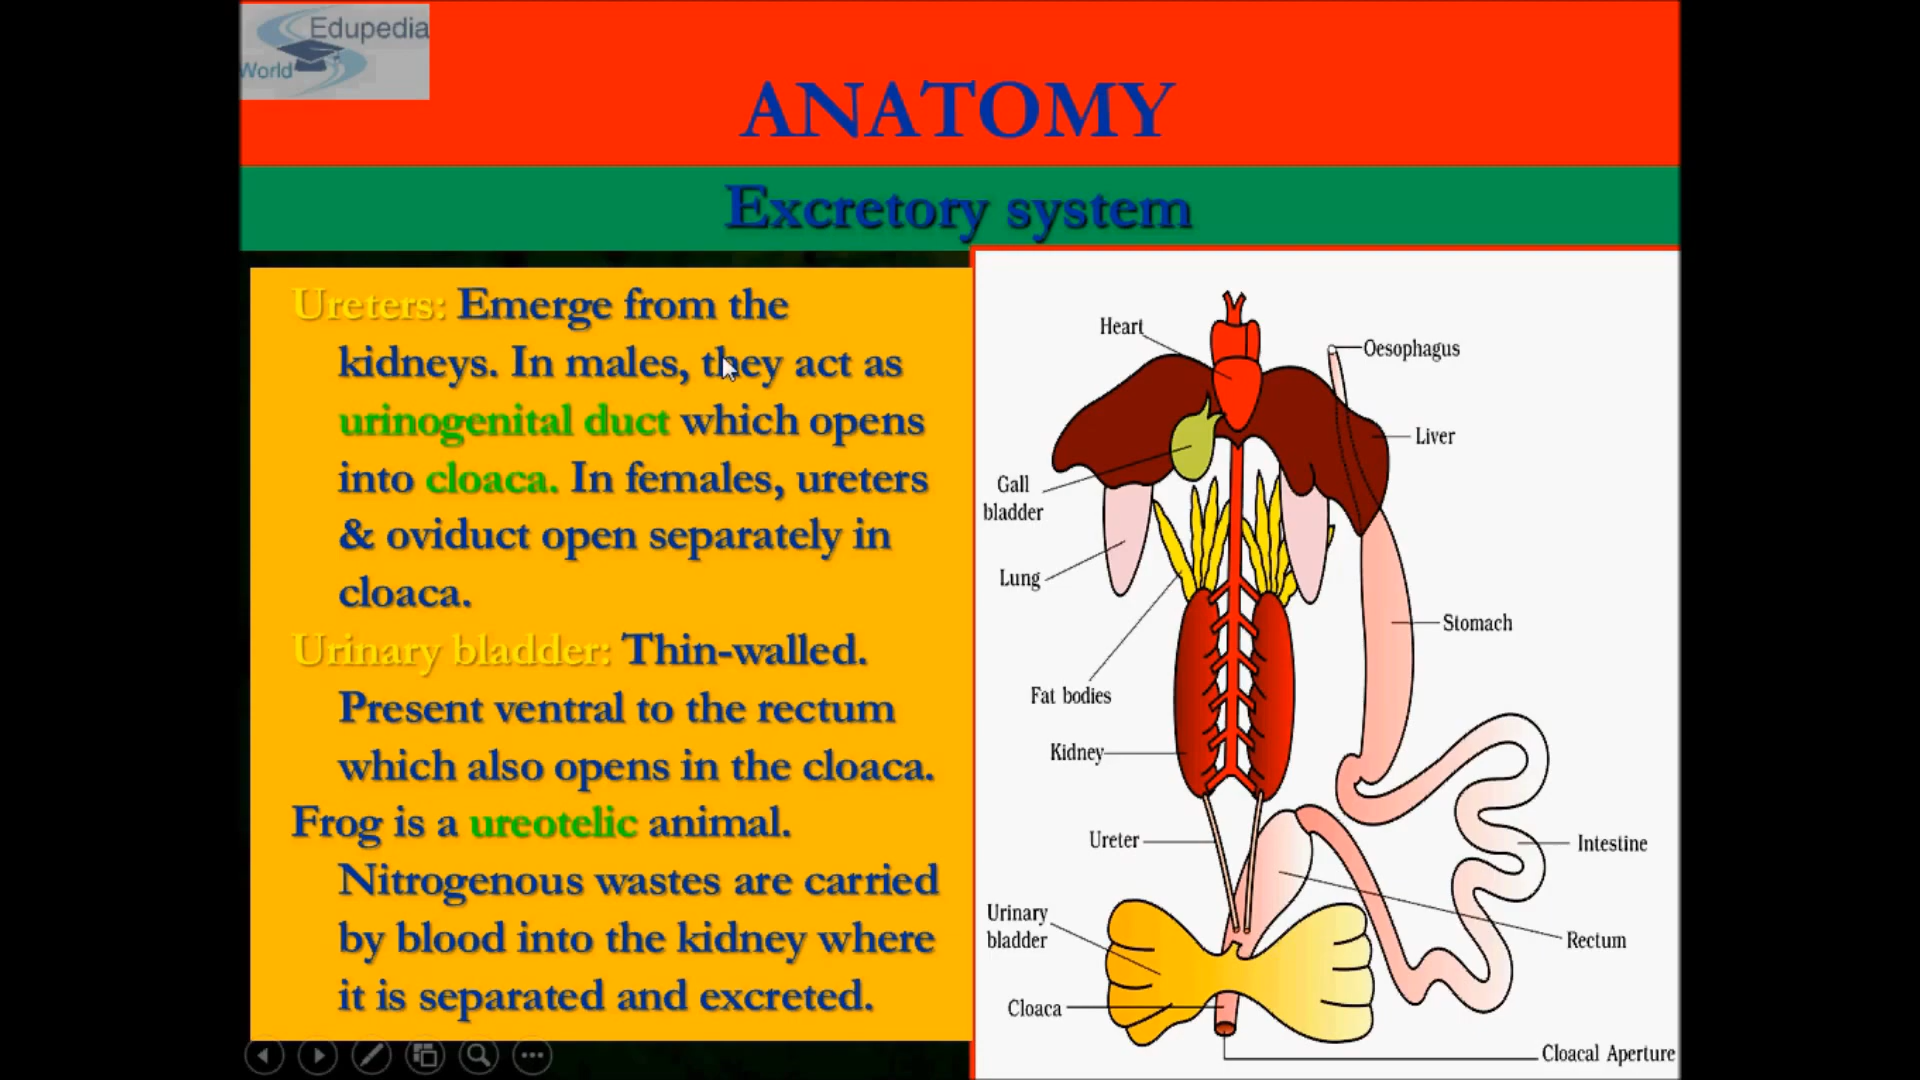 Edupedia
World
ANATOMY
Excretory system
Ureters: Emerge from the
kidneys. In males, they act as
urinogenital duct which opens
into cloaca. In females, ureters
& oviduct open separately in
cloaca.
Urinary bladder: Thin-walled.
Present ventral to the rectum
which also opens in the cloaca.
Frog is a ureotelic animal.
Nitrogenous wastes are carried
by blood into the kidney where
it is separated and excreted.
Heart
Oesophagus
Liver
Gall
bladder
Lung
Stomach
Fat bodies
Kidney
Ureter
Intestine
Urinary
bladder
Rectum
Cloaca
Cloacal Aperture